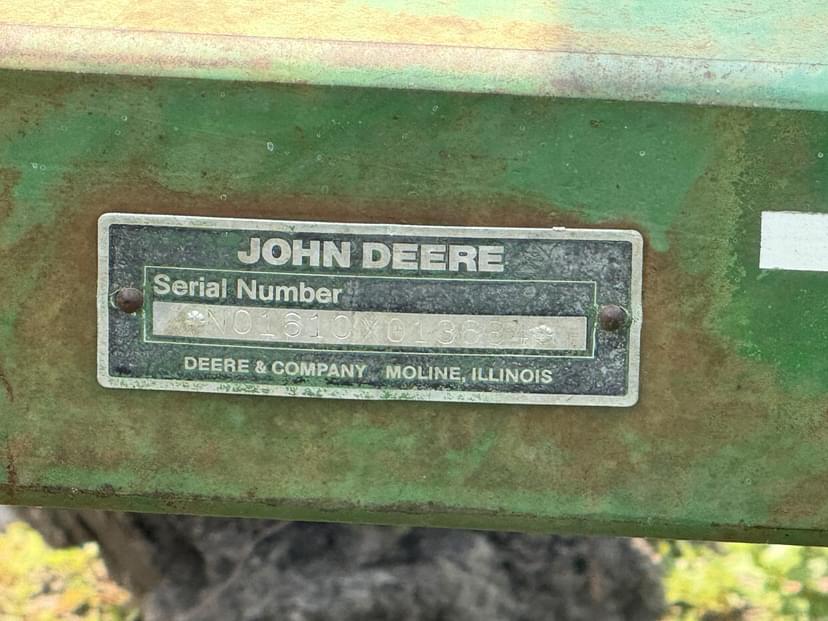 JOHN DEERE
Serial Number
DEERE & COMPANY MOLINE, ILLINOIS